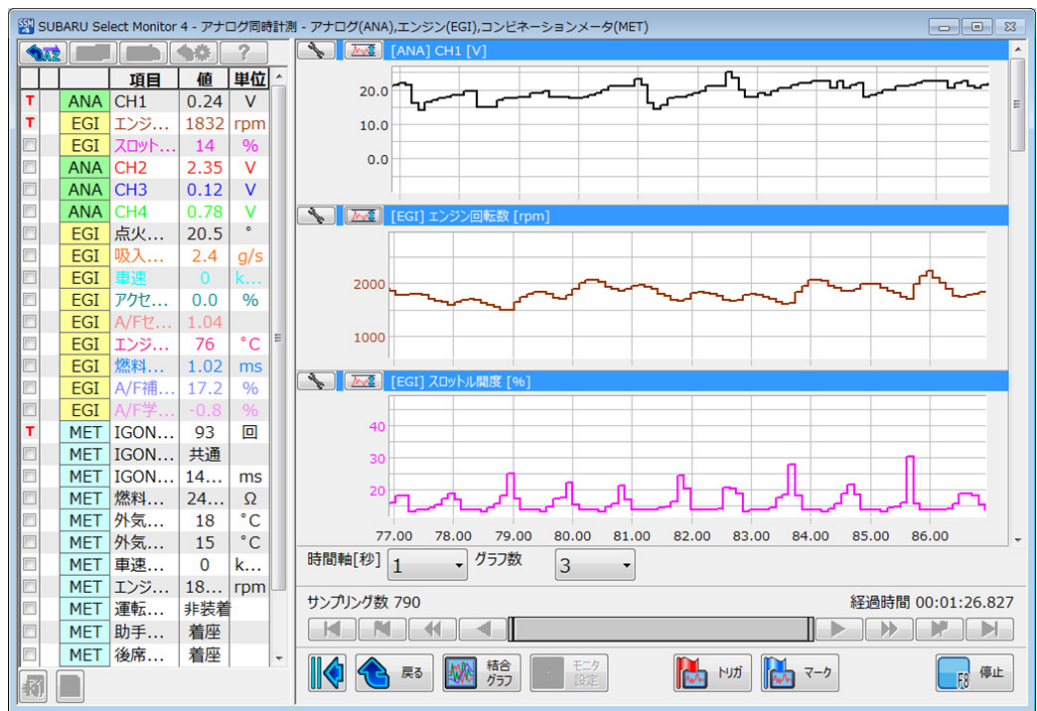 SUBARU Select Monitor 4 - アナログ同時計測 - アナログ(ANA),エンジン(EGI),コンビネーションメータ(MET)
項目 値 単位
T ANA CH1 0.24 V
T EGI エンジ... 1832 rpm
EGI スロット... 14 %
ANA CH2 2.35 V
ANA CH3 0.12 V
ANA CH4 0.78 V
EGI 点火... 20.5 °
EGI 吸入... 2.4 g/s
EGI 車速 0 k...
EGI アクセ... 0.0 %
EGI A/Fセ... 1.04
EGI エンジ... 76 °C
EGI 燃料... 1.02 ms
EGI A/F補... 17.2 %
EGI A/F学... -0.8 %
T MET IGON... 93 回
MET IGON... 共通
MET IGON... 14... ms
MET 燃料... 24... Ω
MET 外気... 18 °C
MET 外気... 15 °C
MET 車速... 0 k...
MET エンジ... 18... rpm
MET 運転... 非装着
MET 助手... 着座
MET 後席... 着座
[ANA] CH1 [V]
20.0
10.0
0.0
[EGI] エンジン回転数 [rpm]
2000
1000
[EGI] スロットル開度 [%]
40
30
20
77.00 78.00 79.00 80.00 81.00 82.00 83.00 84.00 85.00 86.00
時間軸[秒] 1 グラフ数 3
サンプリング数 790 経過時間 00:01:26.827
戻る 結合グラフ モニタ設定 トリガ マーク F8 停止